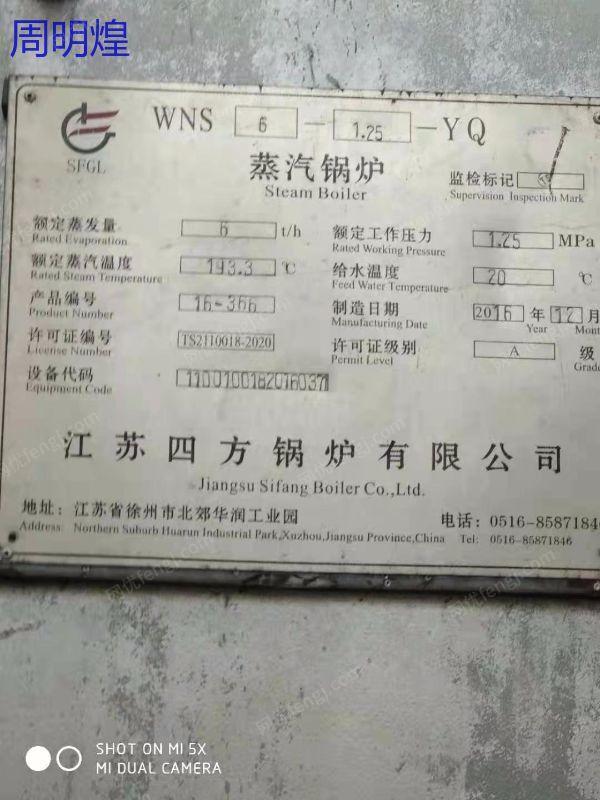 周明煌
SFGL
WNS 6 - 1.25 -YQ
蒸汽锅炉
Steam Boiler
监检标记
Supervision Inspection Mark
额定蒸发量 6 t/h
Rated Evaporation
额定工作压力 1.25 MPa
Rated Working Pressure
额定蒸汽温度 193.3 ℃
Rated Steam Temperature
给水温度 20 ℃
Feed Water Temperature
产品编号 16-366
Product Number
制造日期 2016 年 12 月
Manufacturing Date Year Mont
许可证编号 TS2110018-2020
License Number
许可证级别 A 级
Permit Level Grade
设备代码 11001001820160371
Equipment Code
江苏四方锅炉有限公司
Jiangsu Sifang Boiler Co.,Ltd.
地址：江苏省徐州市北郊华润工业园 电话：0516-85871846
Address: Northern Suburb Huarun Industrial Park,Xuzhou,Jiangsu Province,China Tel: 0516-85871846
SHOT ON MI 5X
MI DUAL CAMERA